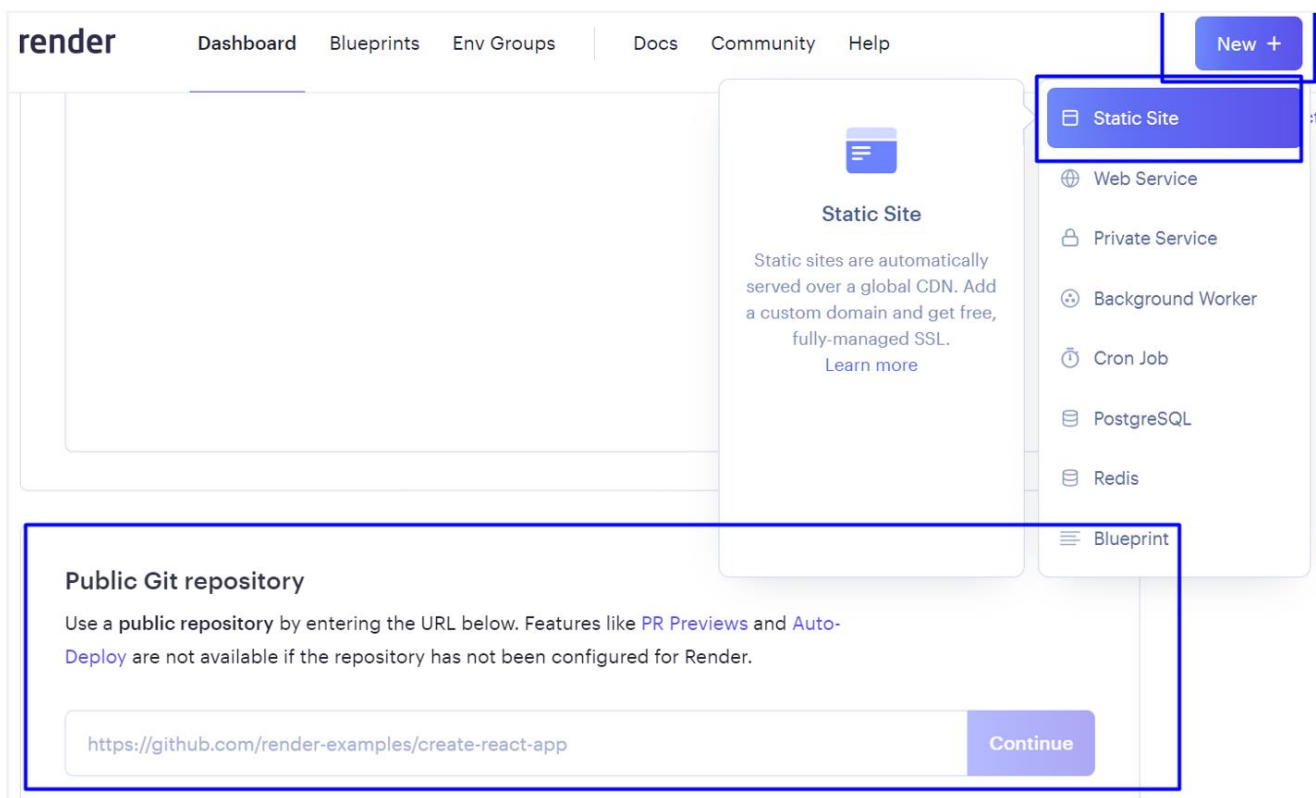 render
Dashboard
Blueprints
Env Groups
Docs
Community
Help
New +
Static Site
Static sites are automatically
served over a global CDN. Add
a custom domain and get free,
fully-managed SSL.
Learn more
Static Site
Web Service
Private Service
Background Worker
Cron Job
PostgreSQL
Redis
Blueprint
Public Git repository
Use a public repository by entering the URL below. Features like PR Previews and Auto-
Deploy are not available if the repository has not been configured for Render.
https://github.com/render-examples/create-react-app
Continue